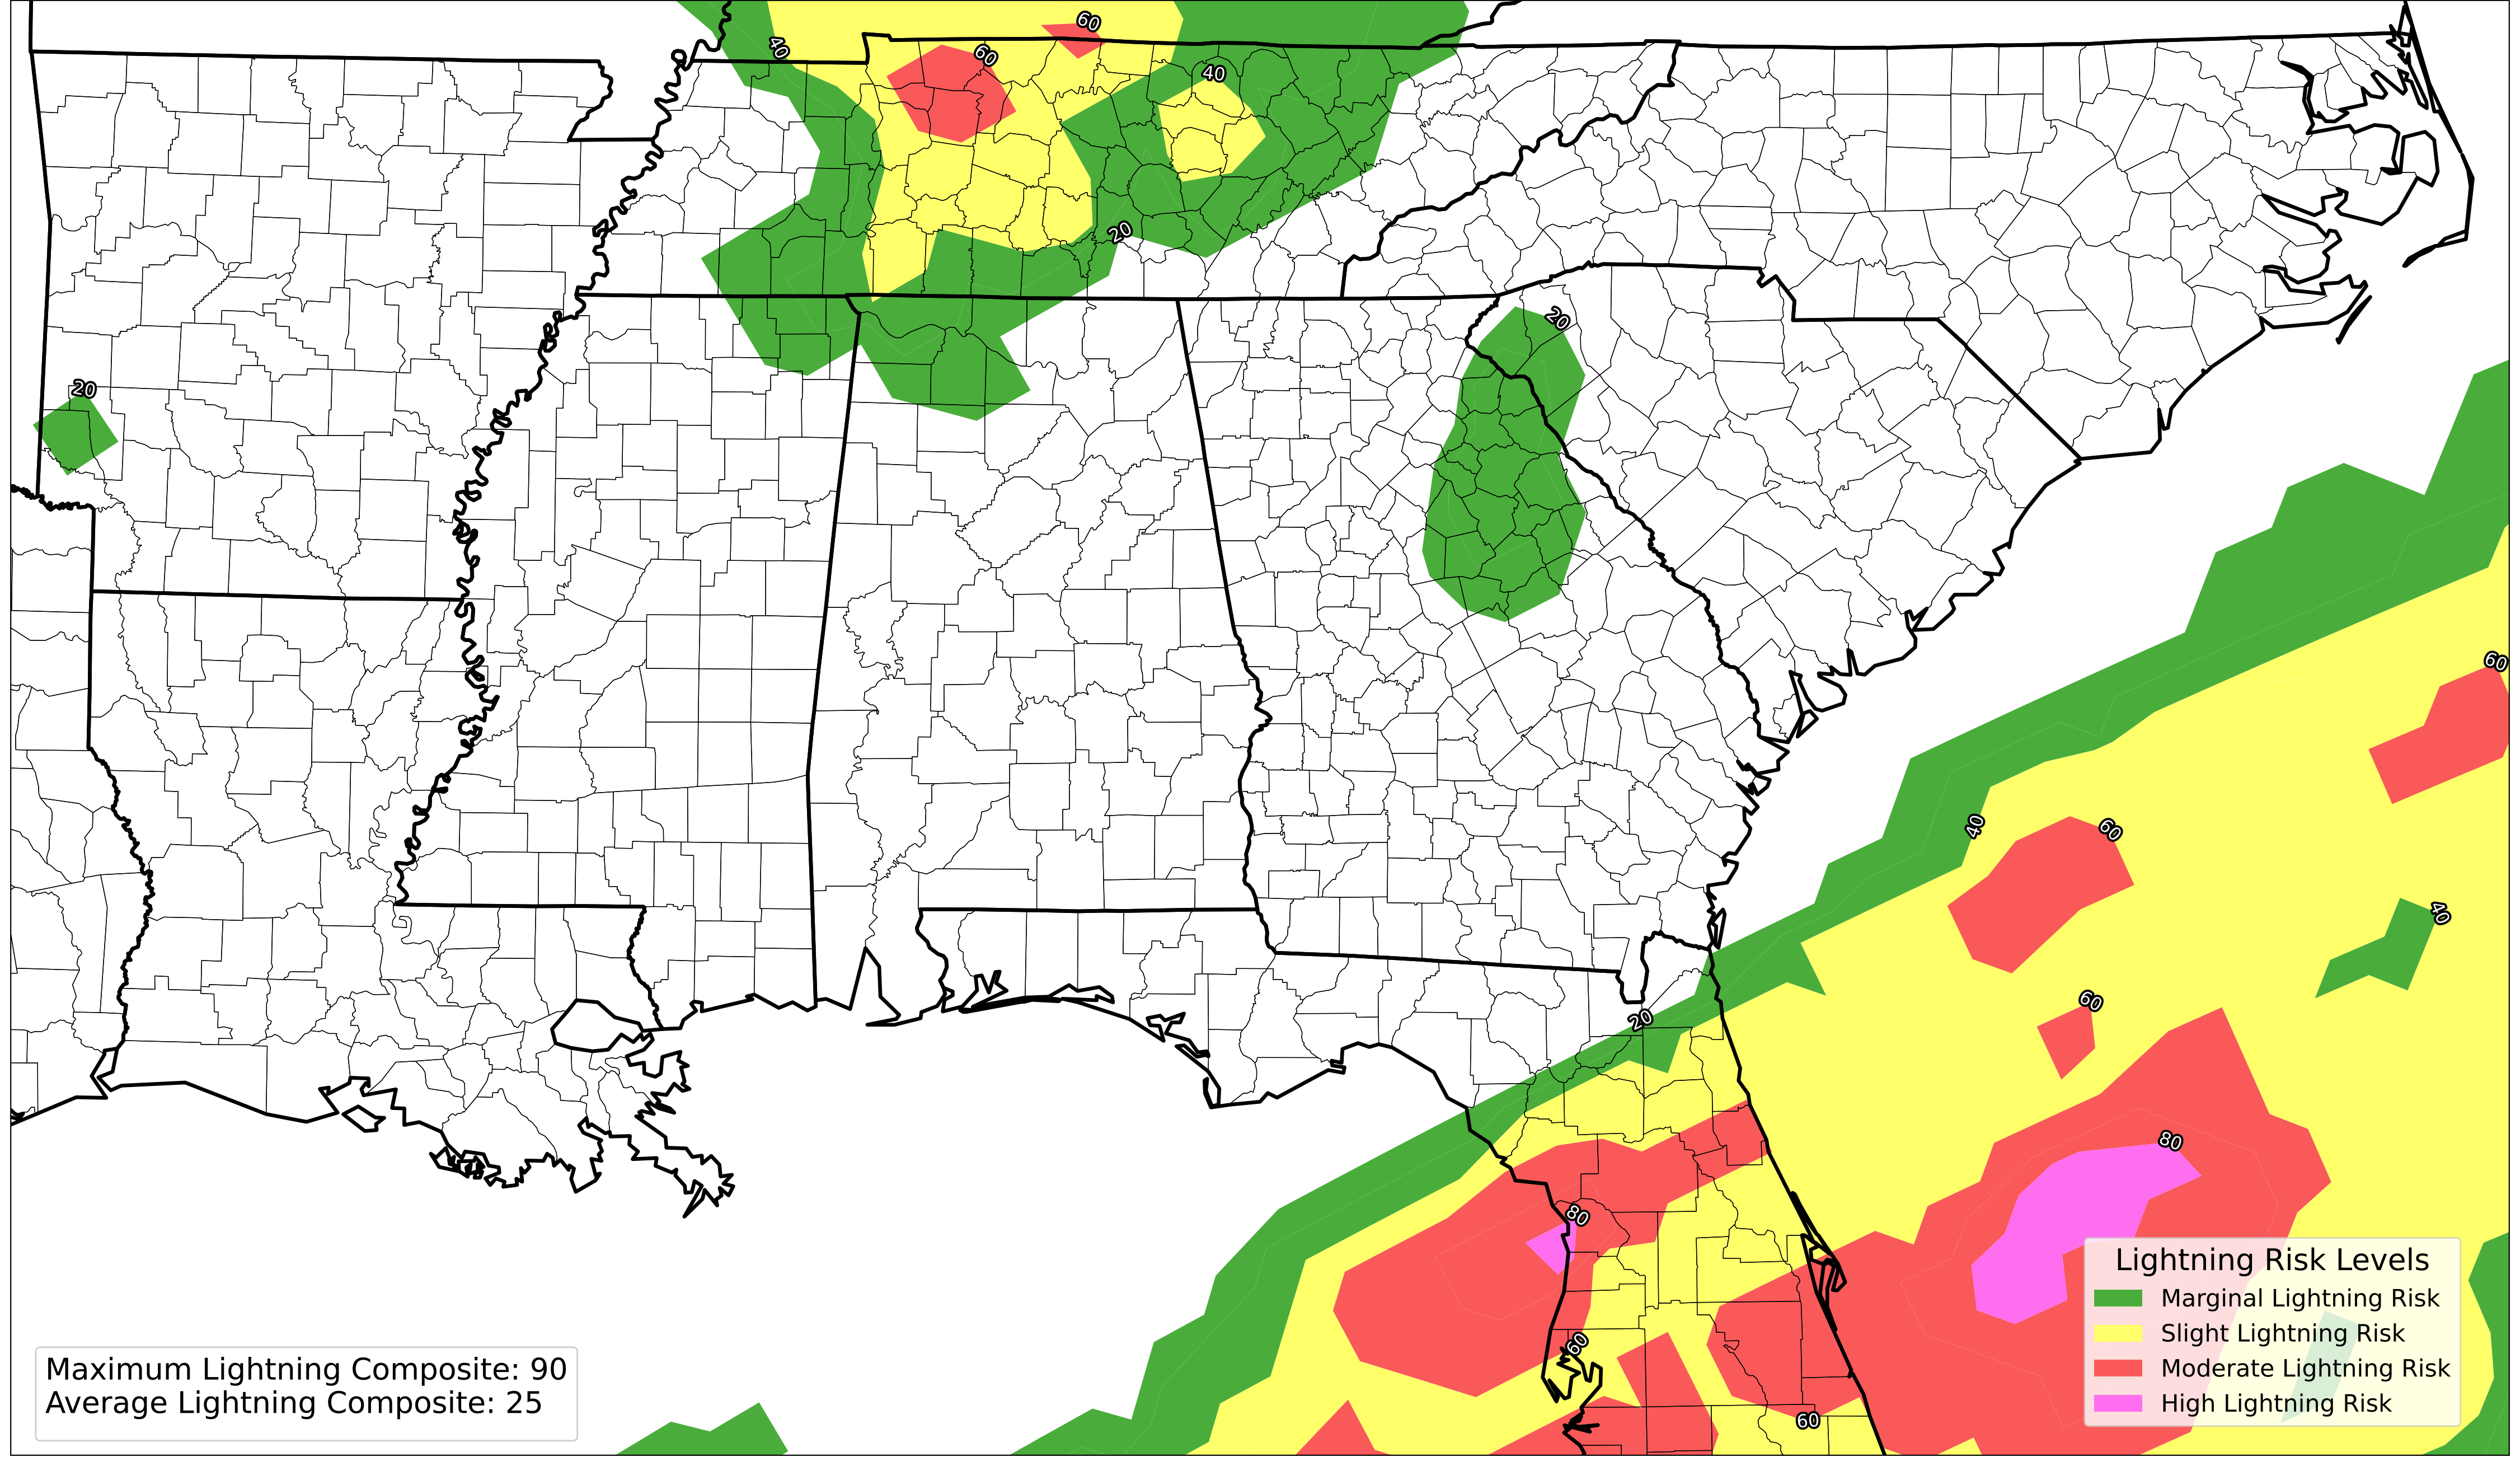 60
40
60
40
20
20
20
60
40
60
40
60
20
80
80
60
60
Lightning Risk Levels
Marginal Lightning Risk
Slight Lightning Risk
Moderate Lightning Risk
High Lightning Risk
Maximum Lightning Composite: 90
Average Lightning Composite: 25